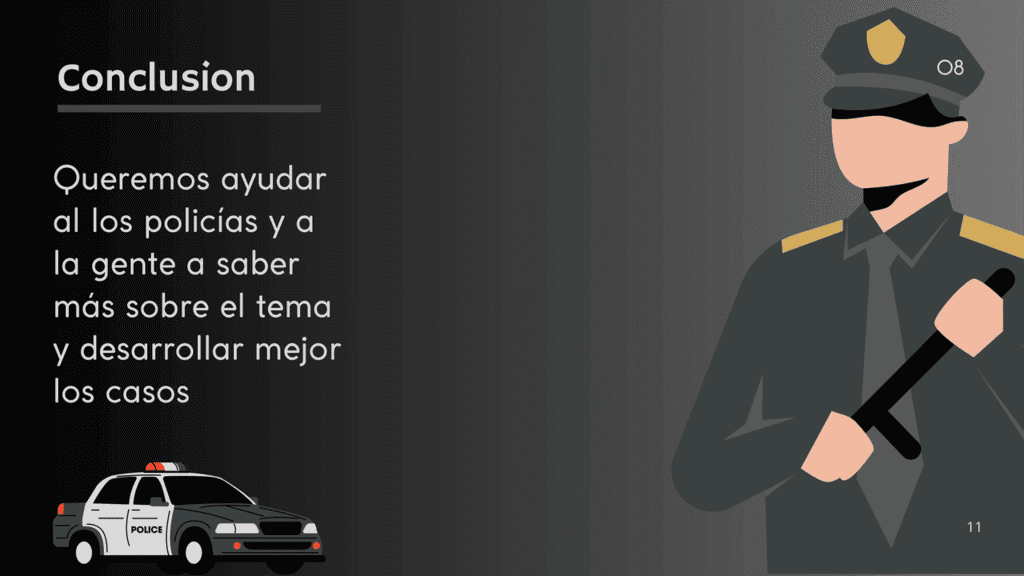 Conclusion
08
Queremos ayudar
al los policías y a
la gente a saber
más sobre el tema
y desarrollar mejor
los casos
POLICE
11